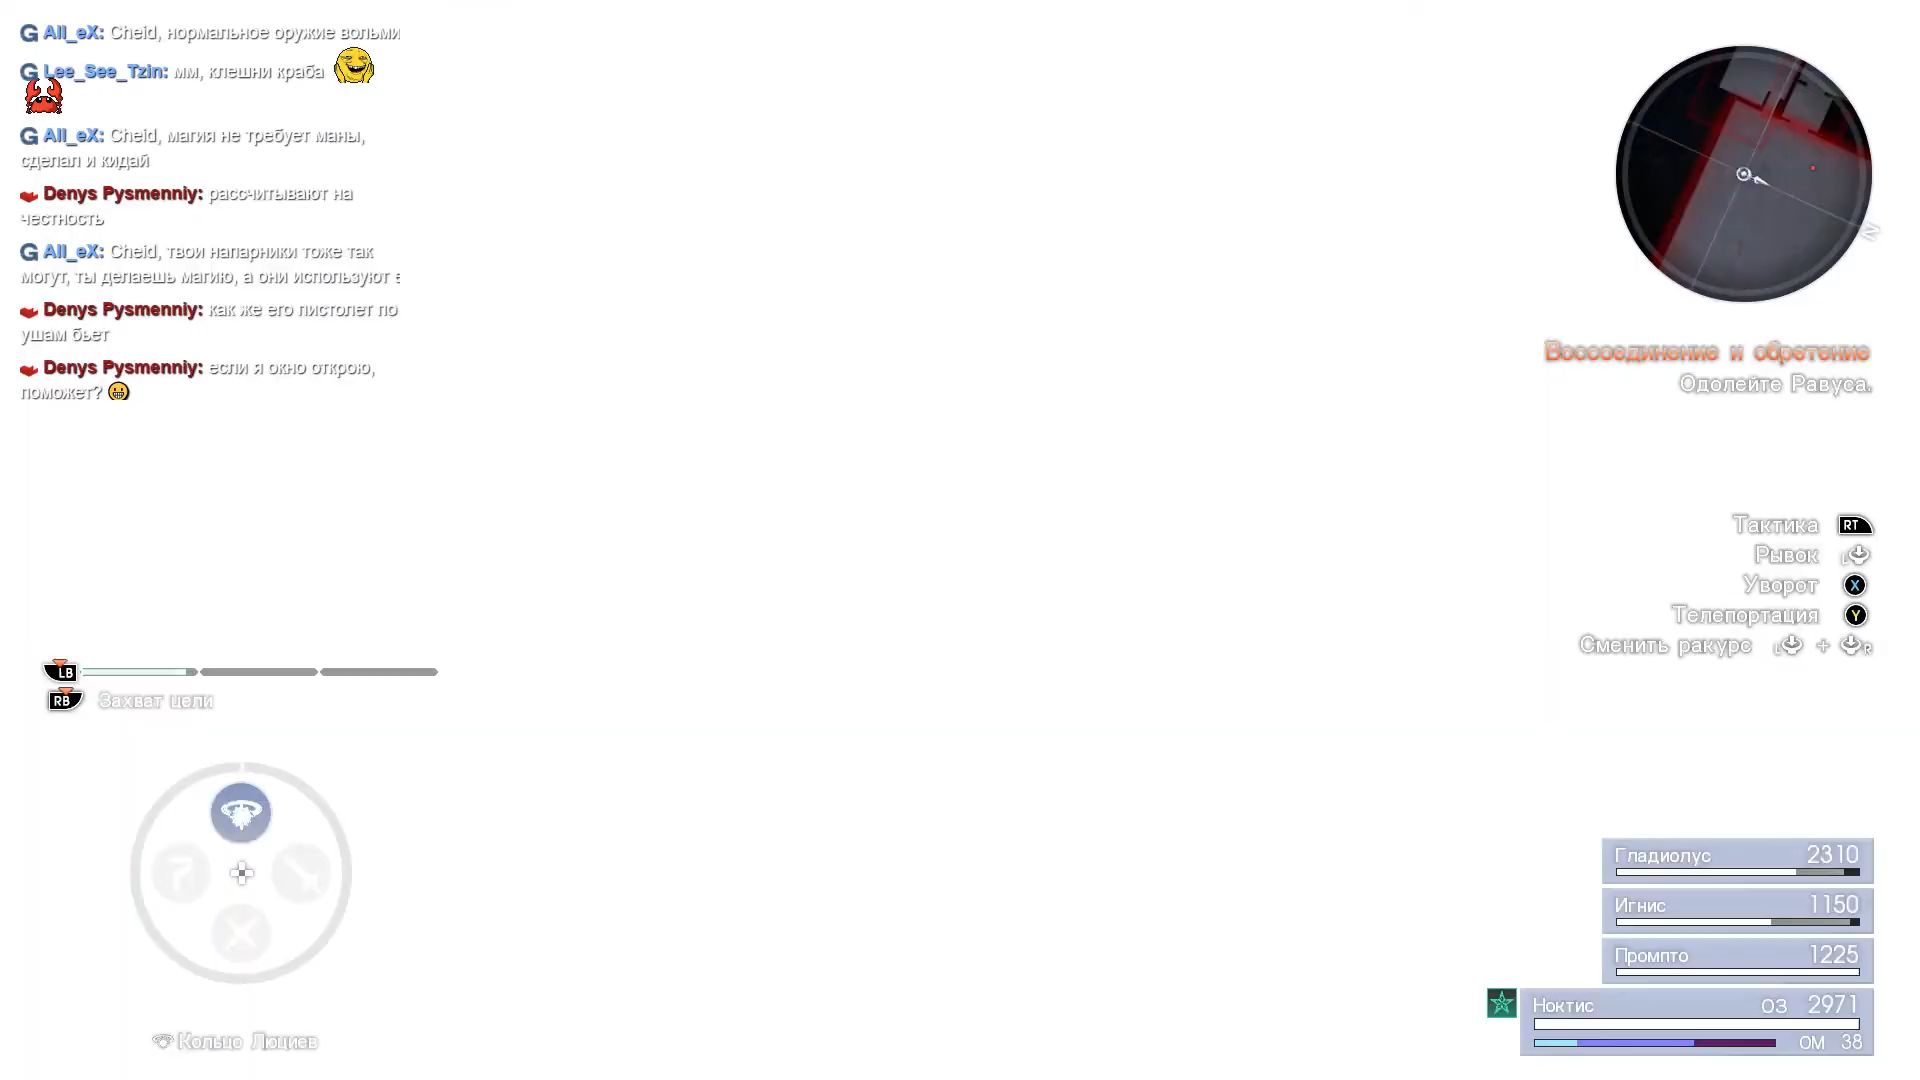 All_eX: Cheid, нормальное оружие вольми
Lee_See_Tzin: мм, клешни краба
All_eX: Cheid, магия не требует маны,
сделал и кидай
Denys Pysmenniy: рассчитывают на
честность
All_eX: Cheid, твои напарники тоже так
могут, ты делаешь магию, а они используют е
Denys Pysmenniy: как же его пистолет по
ушам бьет
Denys Pysmenniy: если я окно открою,
поможет?
N
Воссоединение и обретение
Одолейте Равуса.
Тактика RT
Рывок L
Уворот X
Телепортация Y
Сменить ракурс L + R
LB
RB Захват цели
Кольцо Люциев
Гладиолус 2310
Игнис 1150
Промпто 1225
Ноктис ОЗ 2971
ОМ 38